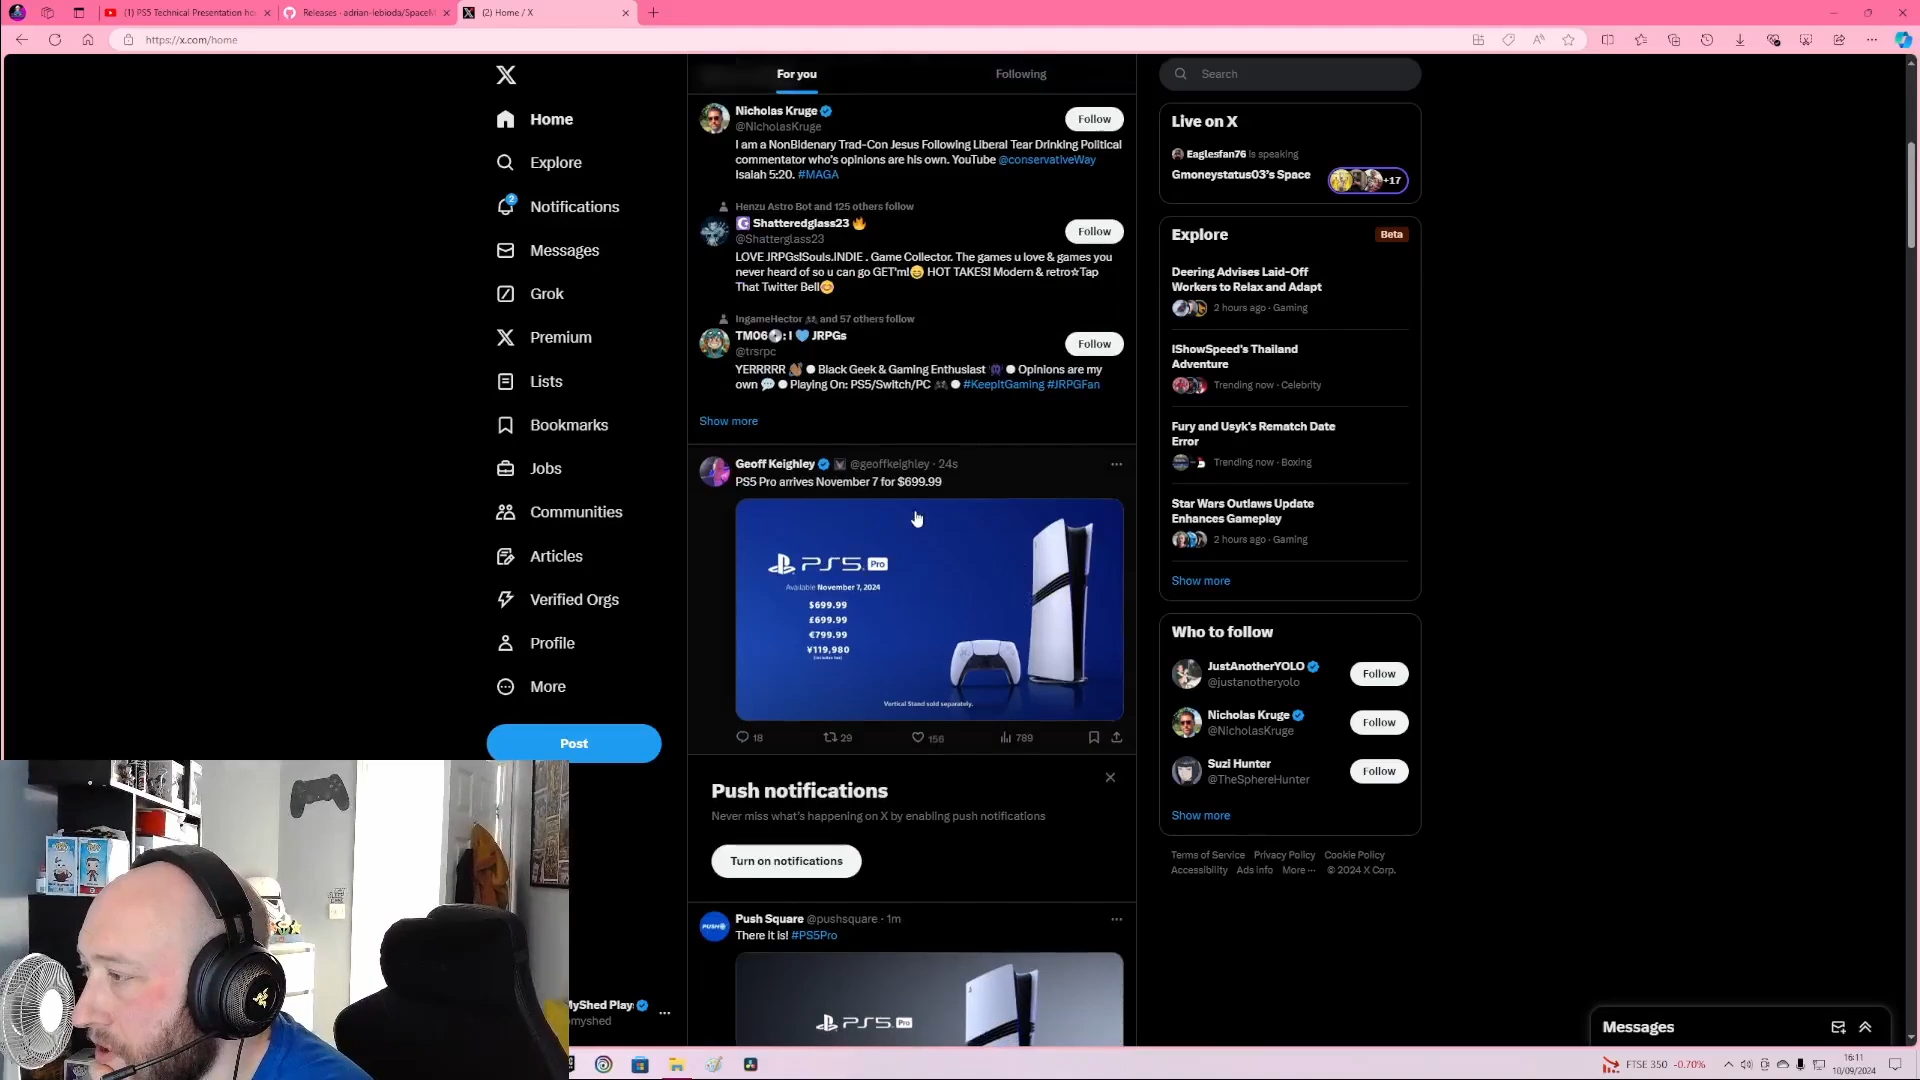 (1) PS5 Technical Presentation ho
Releases · adrian-lebioda/SpaceM
(2) Home / X
https://x.com/home
For you
Following
Search
Home
Explore
Notifications
2
Messages
Grok
Premium
Lists
Bookmarks
Jobs
Communities
Articles
Verified Orgs
Profile
More
Post
MyShed Play
Nicholas Kruge
@NIcholasKruge
Follow
I am a NonBidenary Trad-Con Jesus Following Liberal Tear Drinking Political
commentator who's opinions are his own. YouTube @conservativeWay
Isaiah 5:20. #MAGA
Henzu Astro Bot and 125 others follow
Shatteredglass23
@Shatterglass23
Follow
LOVE JRPGs!Souls.iNDIE . Game Collector. The games u love & games you
never heard of so u can go GET'm! HOT TAKES! Modern & retro☆Tap
That Twitter Bell
IngameHector and 57 others follow
TM06: I 💙 JRPGs
@trsrpc
Follow
YERRRRR ● Black Geek & Gaming Enthusiast ● Opinions are my
own ● Playing On: PS5/Switch/PC ● #KeepItGaming #JRPGFan
Show more
Geoff Keighley @geoffkeighley · 24s
PS5 Pro arrives November 7 for $699.99
PS5 Pro
Available November 7, 2024
$699.99
£699.99
€799.99
¥119,980
Vertical Stand sold separately.
18
29
156
789
Push notifications
Never miss what's happening on X by enabling push notifications
Turn on notifications
Push Square @pushsquare · 1m
There it is! #PS5Pro
PS5 Pro
Live on X
Eaglesfan76 is speaking
Gmoneystatus03's Space
+17
Explore
Beta
Deering Advises Laid-Off
Workers to Relax and Adapt
2 hours ago · Gaming
IShowSpeed's Thailand
Adventure
Trending now · Celebrity
Fury and Usyk's Rematch Date
Error
Trending now · Boxing
Star Wars Outlaws Update
Enhances Gameplay
2 hours ago · Gaming
Show more
Who to follow
JustAnotherYOLO
@justanotheryolo
Follow
Nicholas Kruge
@NIcholasKruge
Follow
Suzi Hunter
@TheSphereHunter
Follow
Show more
Terms of Service Privacy Policy Cookie Policy
Accessibility Ads info More ··· © 2024 X Corp.
Messages
FTSE 350 -0.70%
16:11
10/09/2024